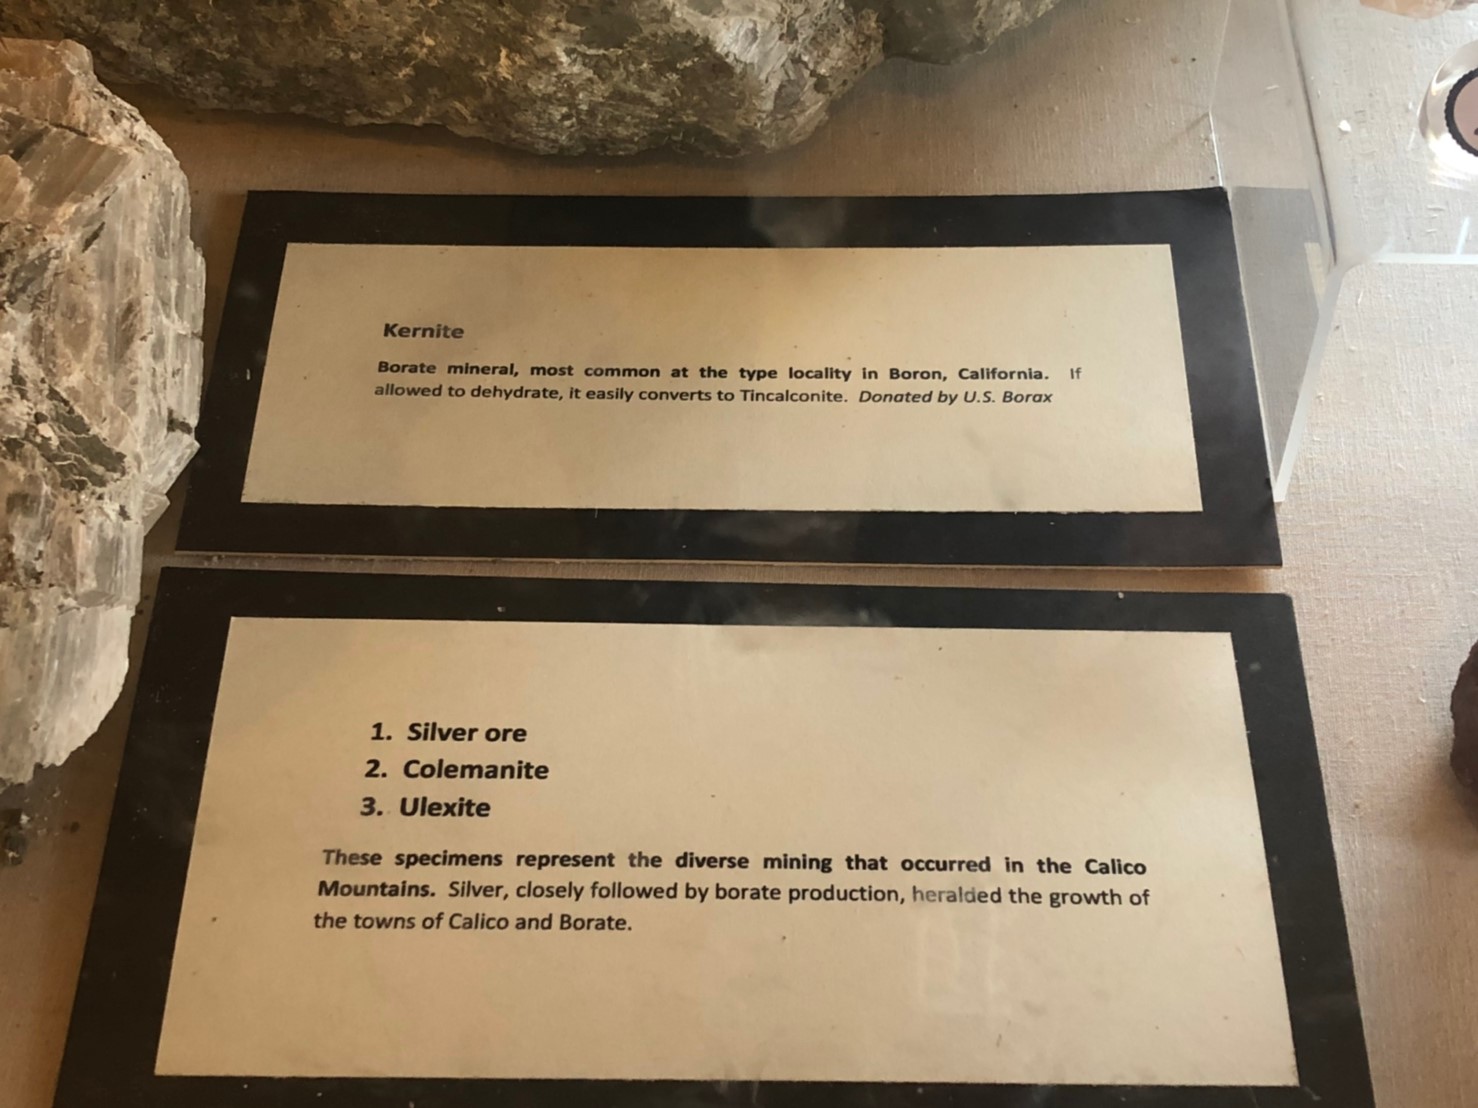 Kernite
Borate mineral, most common at the type locality in Boron, California. If
allowed to dehydrate, it easily converts to Tincalconite. Donated by U.S. Borax
1. Silver ore
2. Colemanite
3. Ulexite
These specimens represent the diverse mining that occurred in the Calico
Mountains. Silver, closely followed by borate production, heralded the growth of
the towns of Calico and Borate.